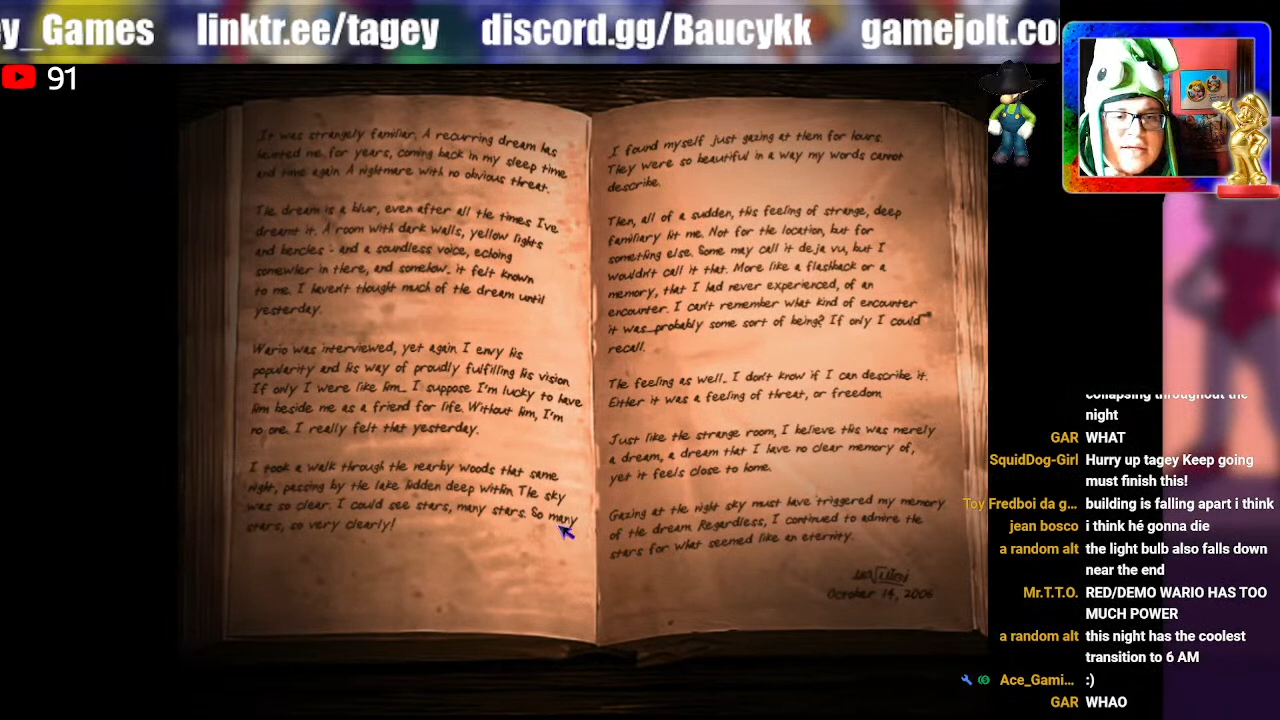 y_Games linktr.ee/tagey discord.gg/Baucykk gamejolt.co
91
It was strangely familiar. A recurring dream has
haunted me for years, coming back in my sleep time
and time again. A nightmare with no obvious threat.
The dream is a blur, even after all the times I've
dreamt it. A room with dark walls, yellow lights
and bencles - and a soundless voice, echoing
somewher in there, and somehow.. it felt known
to me. I haven't thought much of the dream until
yesterday.
Wario was interviewed, yet again. I envy his
popularity and his way of proudly fulfilling his vision.
If only I were like him... I suppose I'm lucky to have
him beside me as a friend for life. Without him, I'm
no one. I really felt that yesterday.
I took a walk through the nearby woods that same
night, passing by the lake hidden deep within. The sky
was so clear. I could see stars, many stars. So many
stars, so very clearly!
I found myself just gazing at them for hours.
They were so beautiful in a way my words cannot
describe.
Then, all of a sudden, this feeling of strange, deep
familiary hit me. Not for the location, but for
something else. Some may call it deja vu, but I
wouldn't call it that. More like a flashback or a
memory, that I had never experienced, of an
encounter. I can't remember what kind of encounter
it was...probably some sort of being? If only I could
recall.
The feeling as well.. I don't know if I can describe it.
Either it was a feeling of threat, or freedom.
Just like the strange room, I believe this was merely
a dream, a dream that I have no clear memory of,
yet it feels close to home.
Gazing at the night sky must have triggered my memory
of the dream. Regardless, I continued to admire the
stars for what seemed like an eternity.
October 14, 2006
collapsing throughout the
night
GAR WHAT
SquidDog-Girl Hurry up tagey Keep going
must finish this!
Toy Fredboi da g... building is falling apart i think
jean bosco i think hé gonna die
a random alt the light bulb also falls down
near the end
Mr.T.T.O. RED/DEMO WARIO HAS TOO
MUCH POWER
a random alt this night has the coolest
transition to 6 AM
Ace_Gami... :)
GAR WHAO